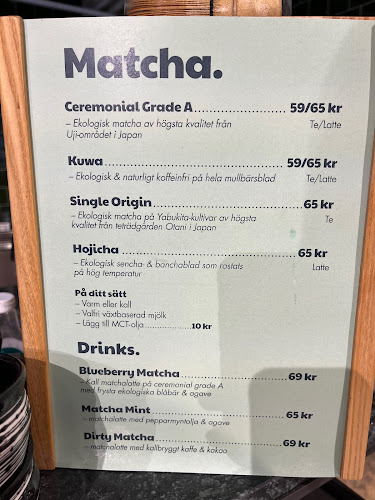 Matcha.
Ceremonial Grade A 59/65 kr
– Ekologisk matcha av högsta kvalitet från Te/Latte
Uji-området i Japan
Kuwa 59/65 kr
– Ekologisk & naturligt koffeinfri på hela mullbärsblad Te/Latte
Single Origin 65 kr
– Ekologisk matcha på Yabukita-kultivar av högsta Te
kvalitet från teträdgården Otani i Japan
Hojicha 65 kr
– Ekologisk sencha- & banchablad som rostats Latte
på hög temperatur
På ditt sätt
– Varm eller kall
– Valfri växtbaserad mjölk
– Lägg till MCT-olja 10 kr
Drinks.
Blueberry Matcha 69 kr
– Kall matchalatte på ceremonial grade A
med frysta ekologiska blåbär & agave
Matcha Mint 65 kr
– matchalatte med pepparmyntolja & agave
Dirty Matcha 69 kr
– matchalatte med kallbryggt kaffe & kakao